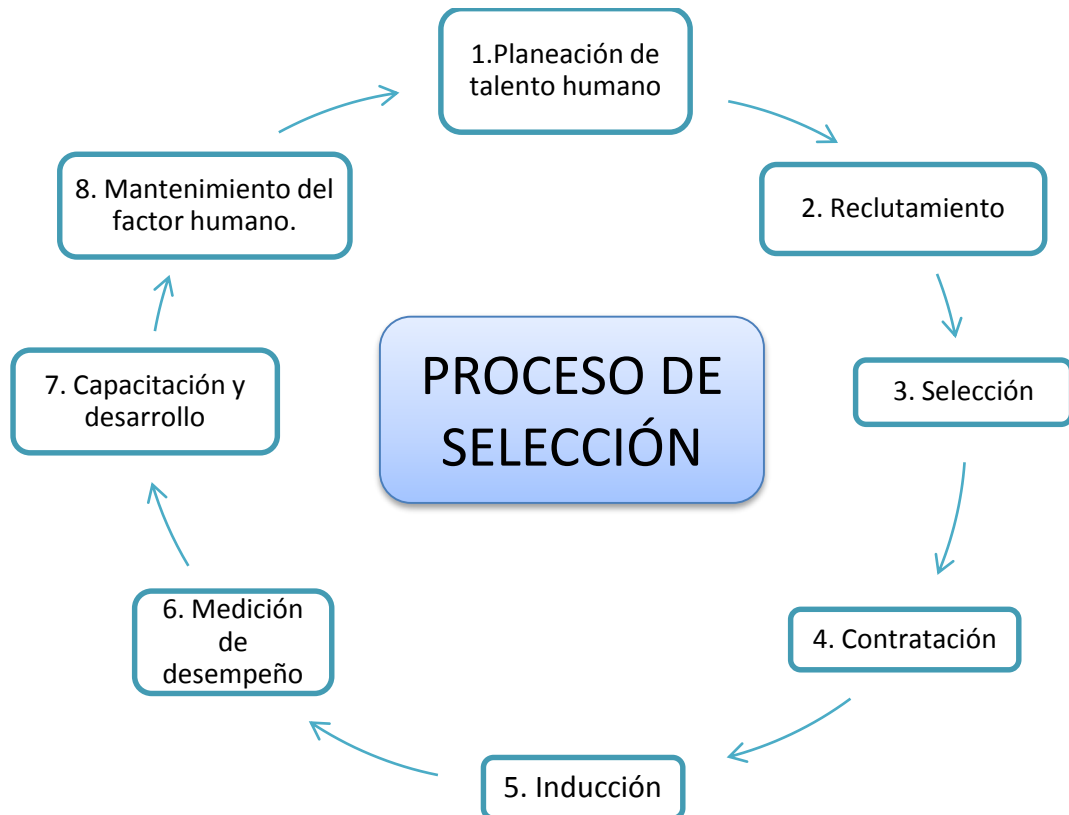 1.Planeación de
talento humano
2. Reclutamiento
3. Selección
4. Contratación
5. Inducción
6. Medición
de
desempeño
7. Capacitación y
desarrollo
8. Mantenimiento del
factor humano.
PROCESO DE
SELECCIÓN